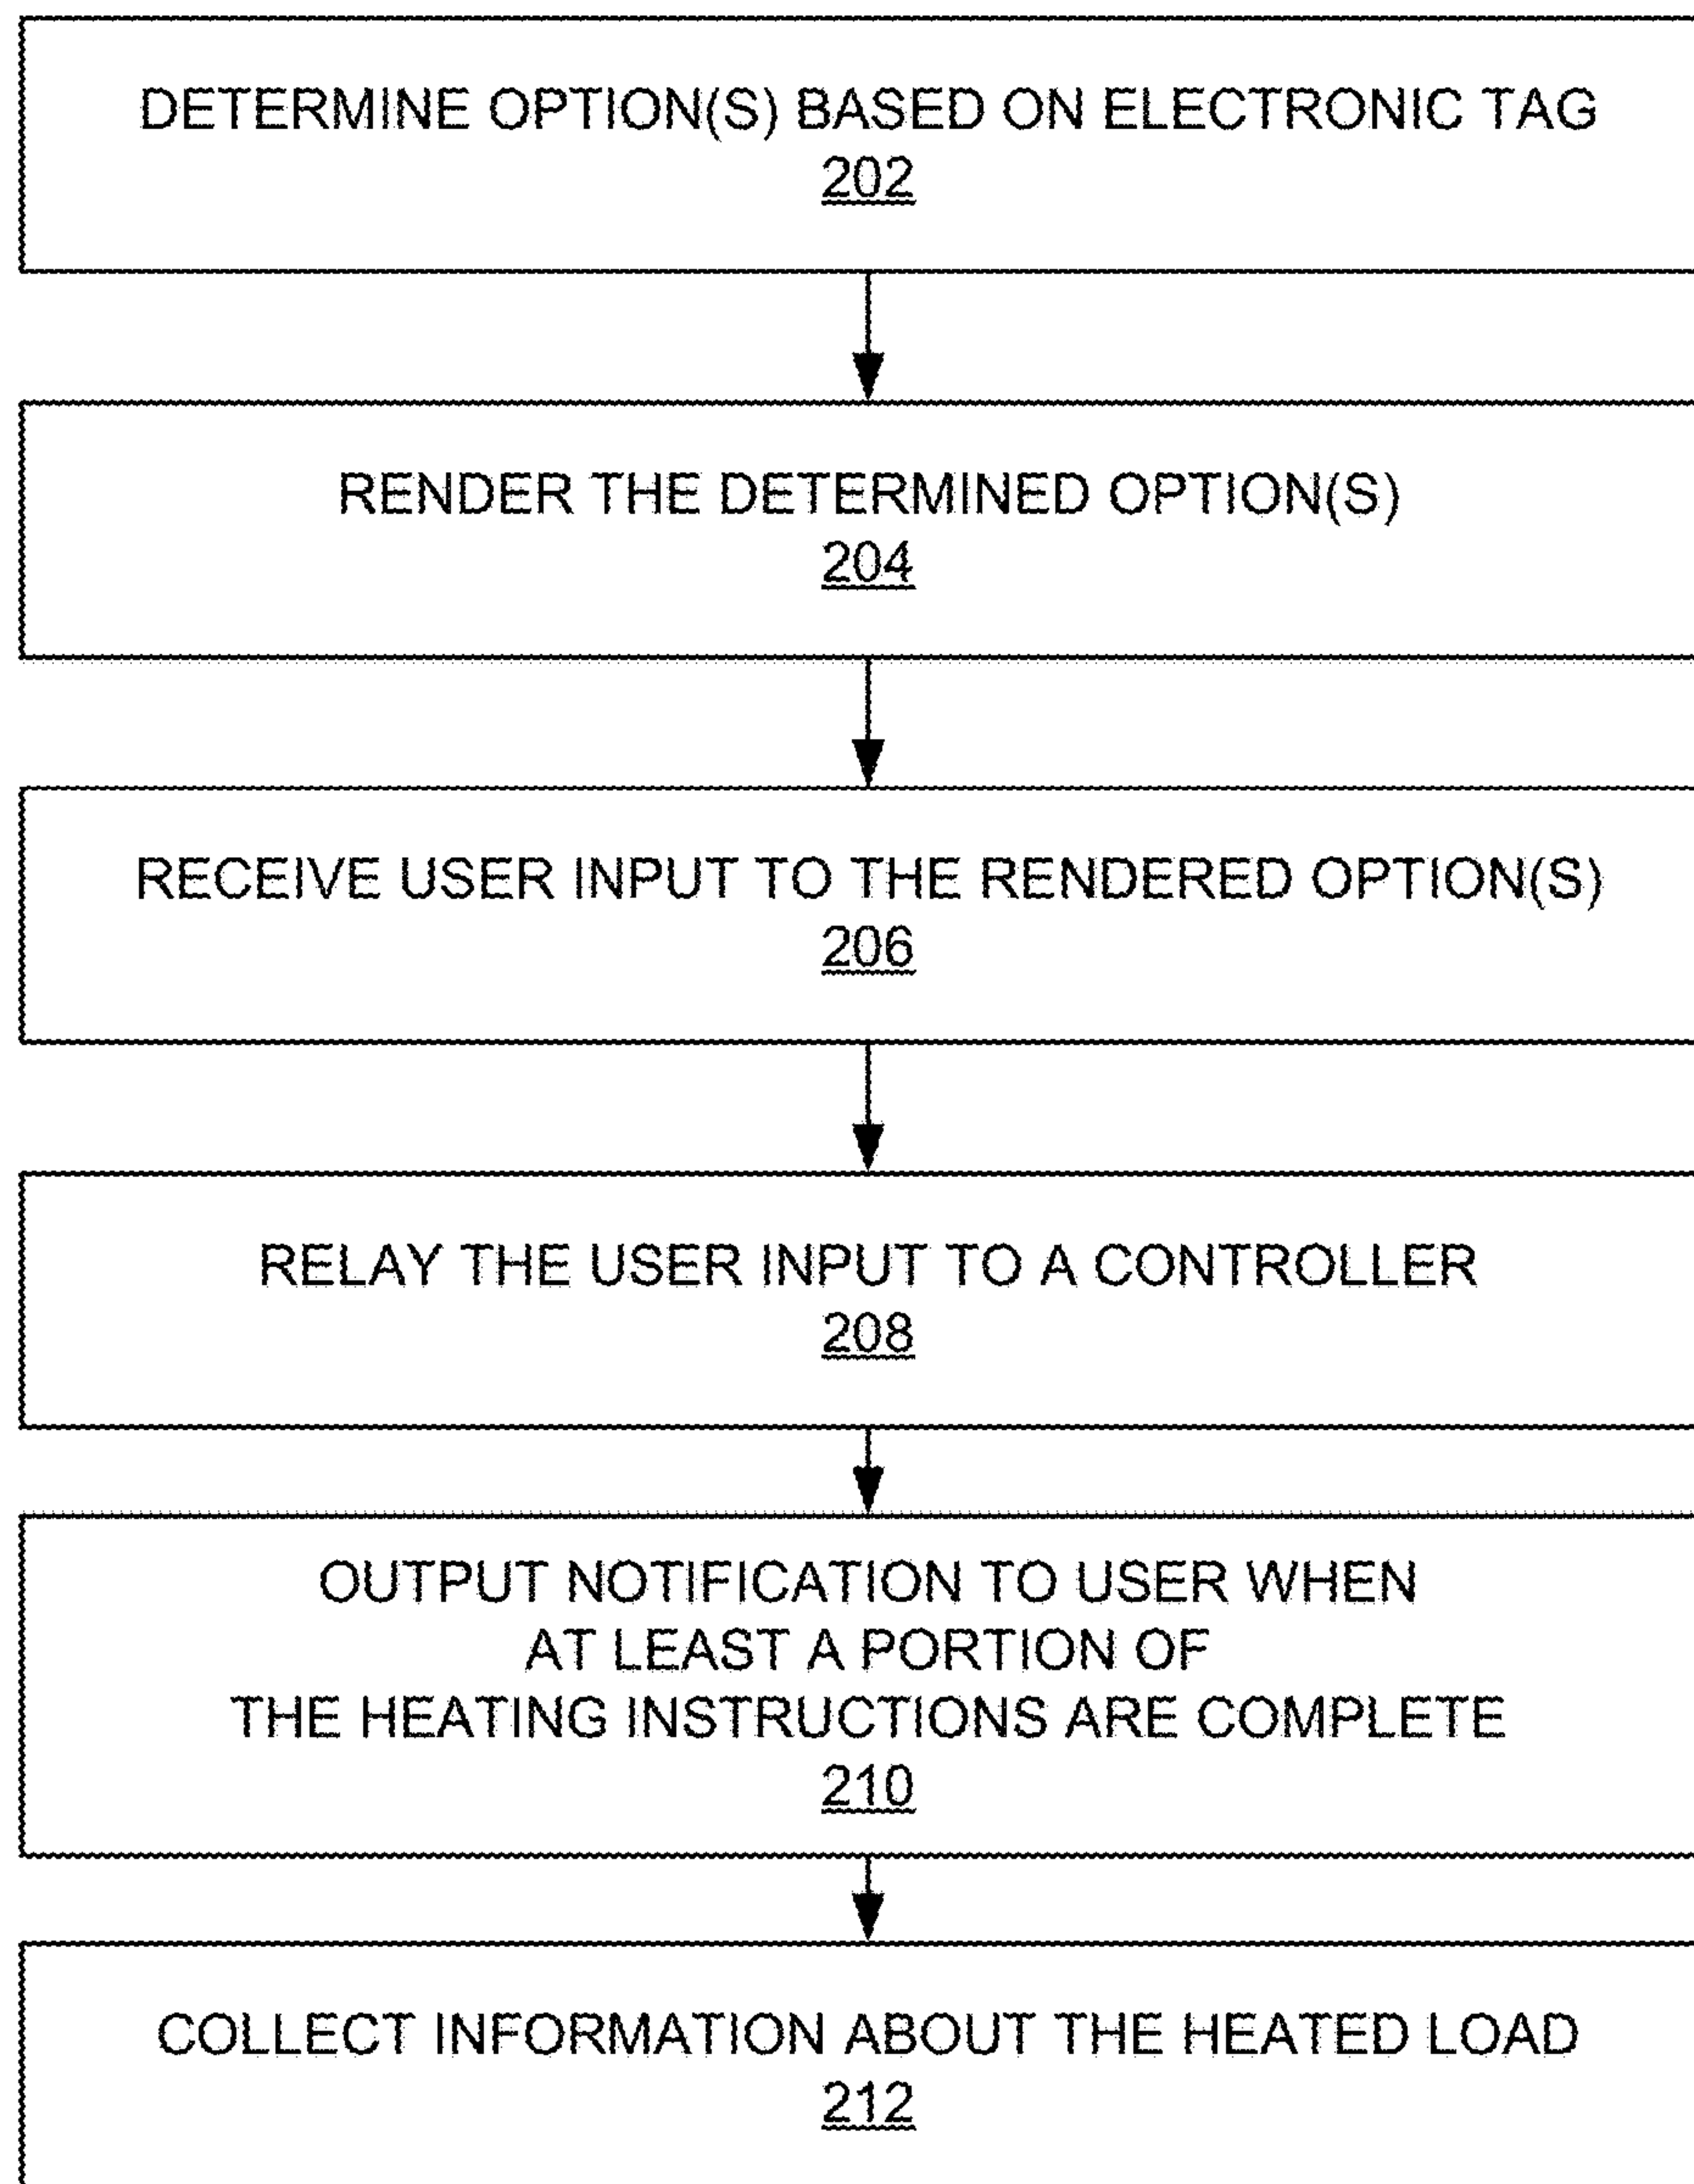 DETERMINE OPTION(S) BASED ON ELECTRONIC TAG
202
RENDER THE DETERMINED OPTION(S)
204
RECEIVE USER INPUT TO THE RENDERED OPTION(S)
206
RELAY THE USER INPUT TO A CONTROLLER
208
OUTPUT NOTIFICATION TO USER WHEN
AT LEAST A PORTION OF
THE HEATING INSTRUCTIONS ARE COMPLETE
210
COLLECT INFORMATION ABOUT THE HEATED LOAD
212